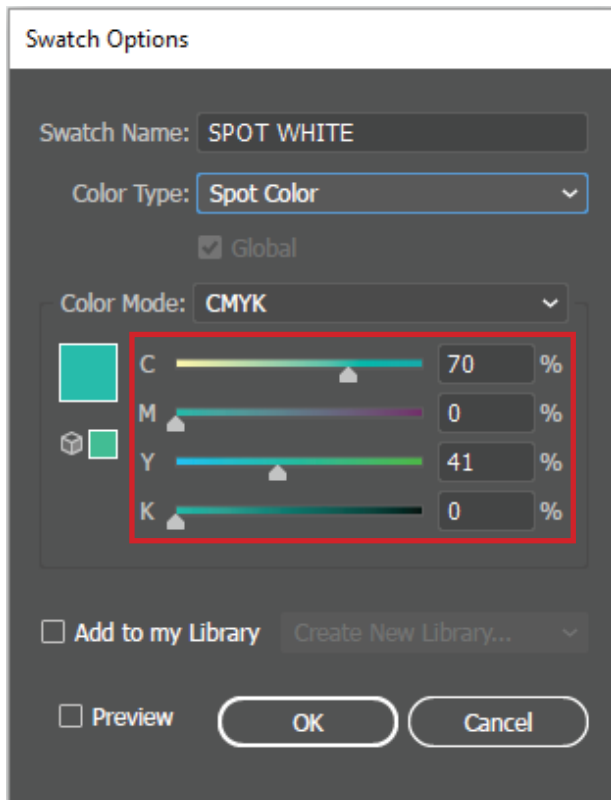 Swatch Options
Swatch Name: SPOT WHITE
Color Type: Spot Color
Global
Color Mode: CMYK
C 70 %
M 0 %
Y 41 %
K 0 %
Add to my Library Create New Library...
Preview OK Cancel